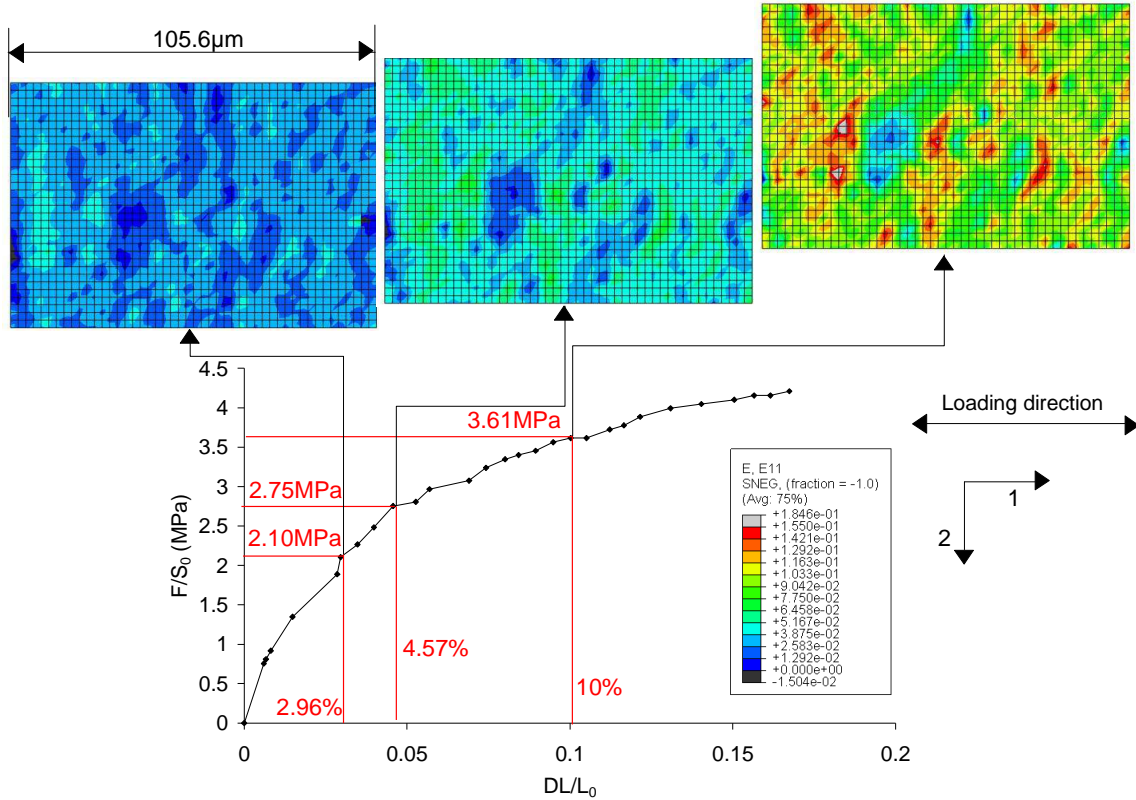 105.6µm
4.5
4
3.5
3
2.5
2
1.5
1
0.5
0
F/S0 (MPa)
3.61MPa
2.75MPa
2.10MPa
2.96%
4.57%
10%
0
0.05
0.1
0.15
0.2
DL/L0
Loading direction
1
2
E, E11
SNEG, (fraction = -1.0)
(Avg: 75%)
+1.846e-01
+1.550e-01
+1.421e-01
+1.292e-01
+1.163e-01
+1.033e-01
+9.042e-02
+7.750e-02
+6.458e-02
+5.167e-02
+3.875e-02
+2.583e-02
+1.292e-02
+0.000e+00
-1.504e-02